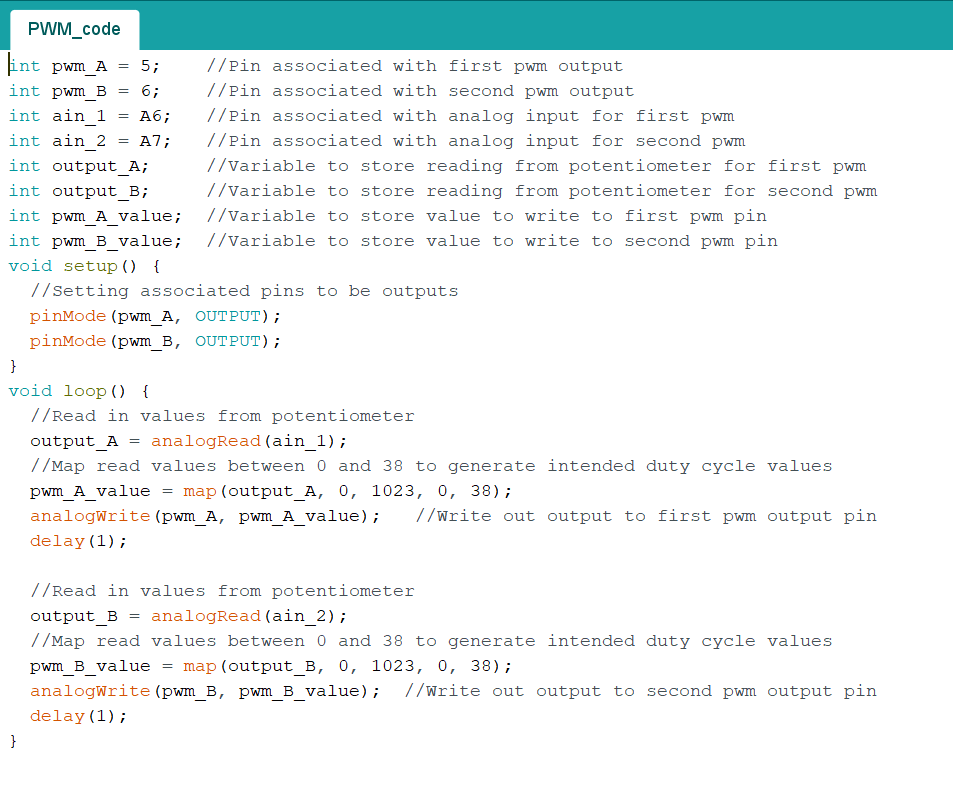 PWM_code
int pwm_A = 5;    //Pin associated with first pwm output
int pwm_B = 6;    //Pin associated with second pwm output
int ain_1 = A6;   //Pin associated with analog input for first pwm
int ain_2 = A7;   //Pin associated with analog input for second pwm
int output_A;     //Variable to store reading from potentiometer for first pwm
int output_B;     //Variable to store reading from potentiometer for second pwm
int pwm_A_value;  //Variable to store value to write to first pwm pin
int pwm_B_value;  //Variable to store value to write to second pwm pin
void setup() {
  //Setting associated pins to be outputs
  pinMode(pwm_A, OUTPUT);
  pinMode(pwm_B, OUTPUT);
}
void loop() {
  //Read in values from potentiometer
  output_A = analogRead(ain_1);
  //Map read values between 0 and 38 to generate intended duty cycle values
  pwm_A_value = map(output_A, 0, 1023, 0, 38);
  analogWrite(pwm_A, pwm_A_value);   //Write out output to first pwm output pin
  delay(1);

  //Read in values from potentiometer
  output_B = analogRead(ain_2);
  //Map read values between 0 and 38 to generate intended duty cycle values
  pwm_B_value = map(output_B, 0, 1023, 0, 38);
  analogWrite(pwm_B, pwm_B_value);  //Write out output to second pwm output pin
  delay(1);
}